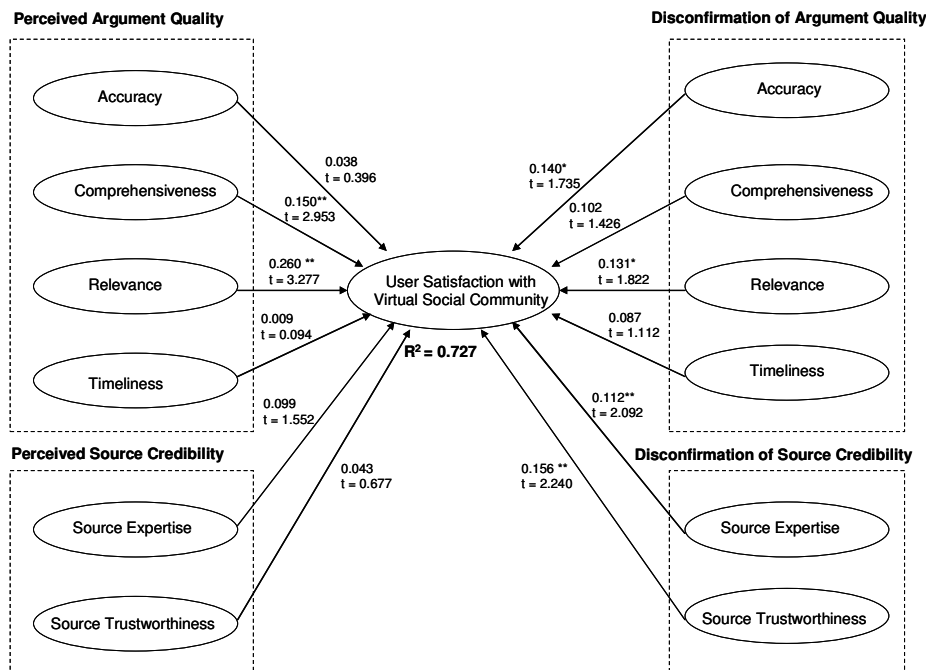 Perceived Argument Quality
Accuracy
Comprehensiveness
Relevance
Timeliness
0.038
t = 0.396
0.150**
t = 2.953
0.260 **
t = 3.277
0.009
t = 0.094
Perceived Source Credibility
Source Expertise
Source Trustworthiness
0.099
t = 1.552
0.043
t = 0.677
User Satisfaction with
Virtual Social Community
R² = 0.727
Disconfirmation of Argument Quality
Accuracy
Comprehensiveness
Relevance
Timeliness
0.140*
t = 1.735
0.102
t = 1.426
0.131*
t = 1.822
0.087
t = 1.112
Disconfirmation of Source Credibility
Source Expertise
Source Trustworthiness
0.112**
t = 2.092
0.156 **
t = 2.240